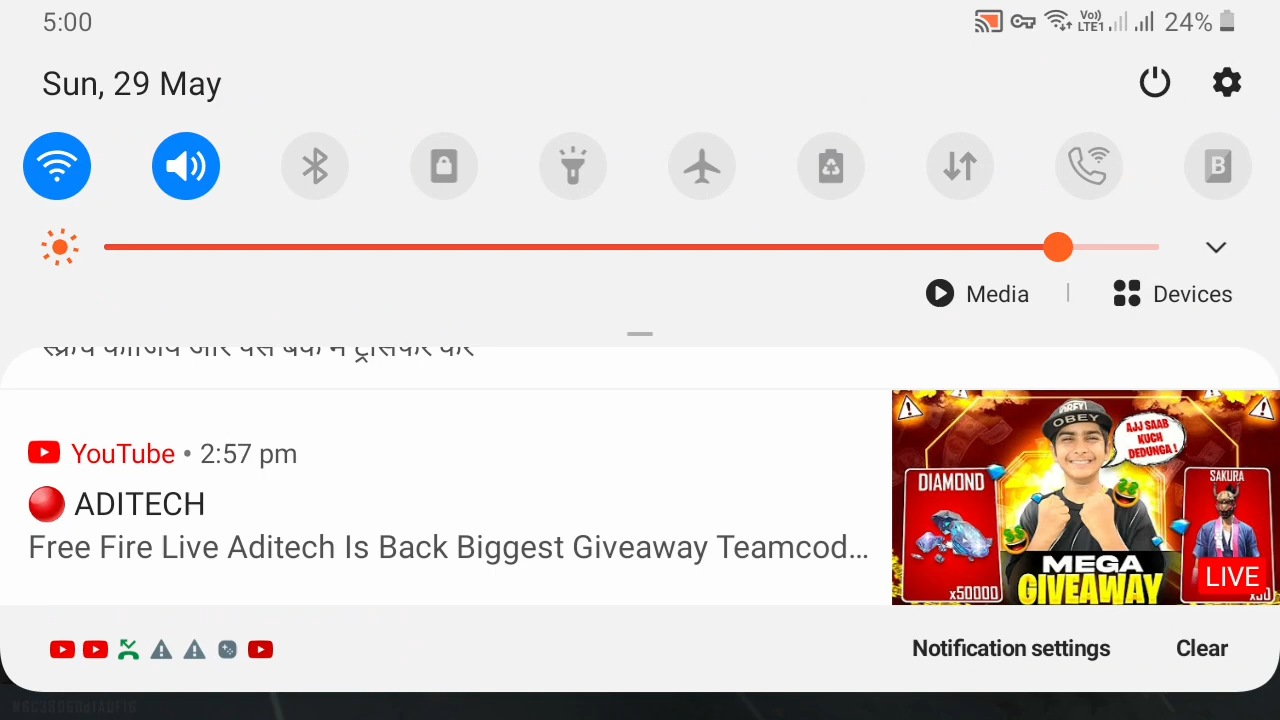 5:00
Vo)) LTE1 24%
Sun, 29 May
B
Media | Devices
YouTube • 2:57 pm
ADITECH
Free Fire Live Aditech Is Back Biggest Giveaway Teamcod...
OBEY
OBEY
AJJ SAAB
KUCH
DEDUNGA!
DIAMOND
x50000
SAKURA
MEGA
GIVEAWAY
LIVE
Notification settings Clear